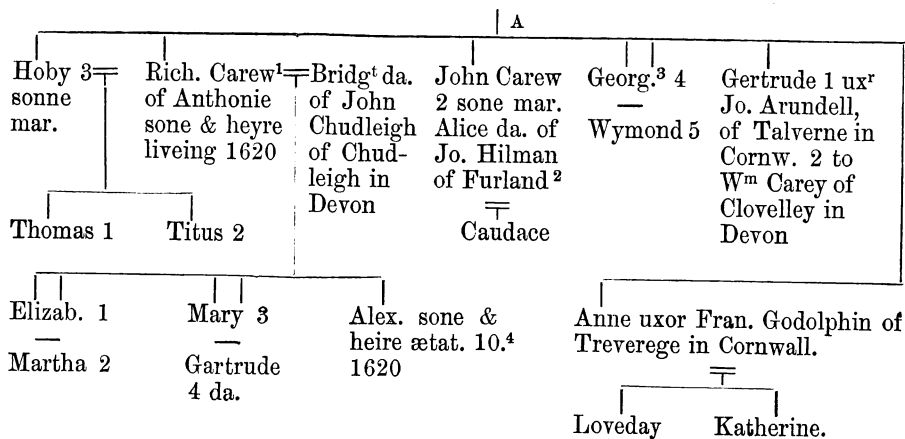 A
Hoby 3
sonne
mar.
Rich. Carew¹
of Anthonie
sone & heyre
liveing 1620
Bridgᵗ da.
of John
Chudleigh
of Chud-
leigh in
Devon
John Carew
2 sone mar.
Alice da. of
Jo. Hilman
of Furland ²
Georg.³ 4
—
Wymond 5
Gertrude 1 uxʳ
Jo. Arundell,
of Talverne in
Cornw. 2 to
Wᵐ Carey of
Clovelley in
Devon
Thomas 1
Titus 2
Caudace
Elizab. 1
—
Martha 2
Mary 3
—
Gartrude
4 da.
Alex. sone &
heire ætat. 10.⁴
1620
Anne uxor Fran. Godolphin of
Treverege in Cornwall.
Loveday
Katherine.